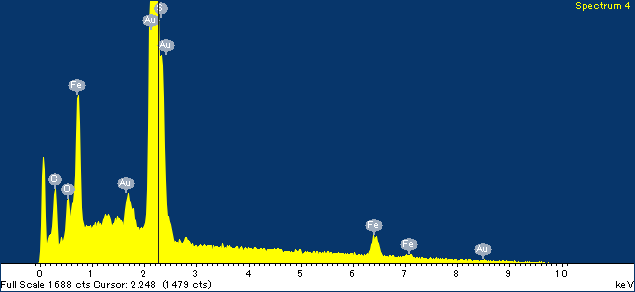 Spectrum 4
S
Au
Au
Fe
Au
Fe
Fe
Au
0 1 2 3 4 5 6 7 8 9 10
Full Scale 1688 cts Cursor: 2.248 (1479 cts) keV